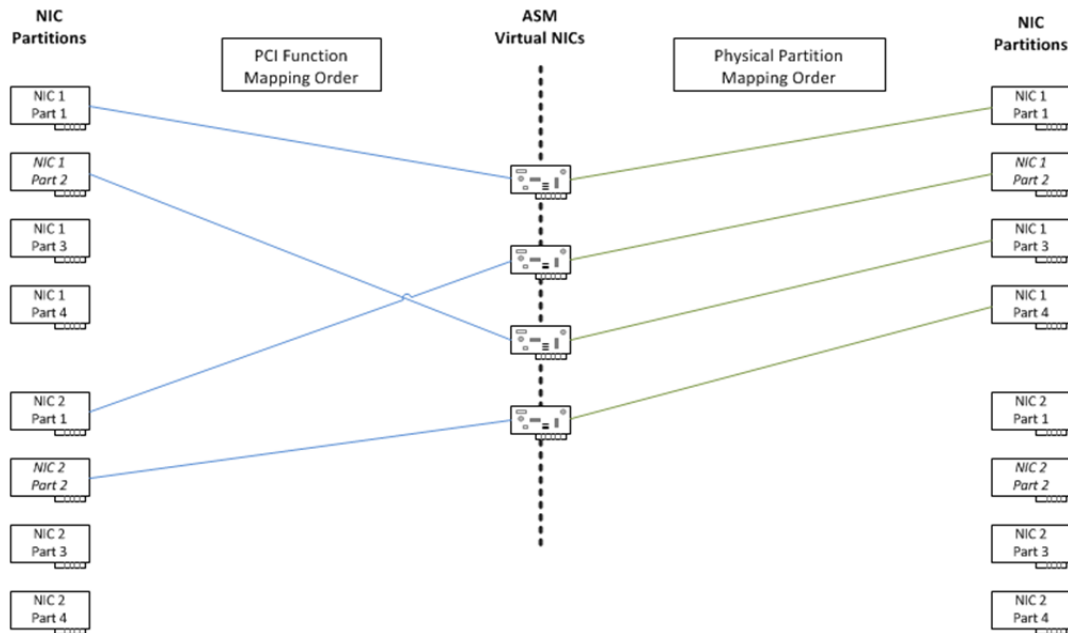 NIC
Partitions
PCI Function
Mapping Order
ASM
Virtual NICs
Physical Partition
Mapping Order
NIC
Partitions
NIC 1
Part 1
NIC 1
Part 2
NIC 1
Part 3
NIC 1
Part 4
NIC 2
Part 1
NIC 2
Part 2
NIC 2
Part 3
NIC 2
Part 4
NIC 1
Part 1
NIC 1
Part 2
NIC 1
Part 3
NIC 1
Part 4
NIC 2
Part 1
NIC 2
Part 2
NIC 2
Part 3
NIC 2
Part 4